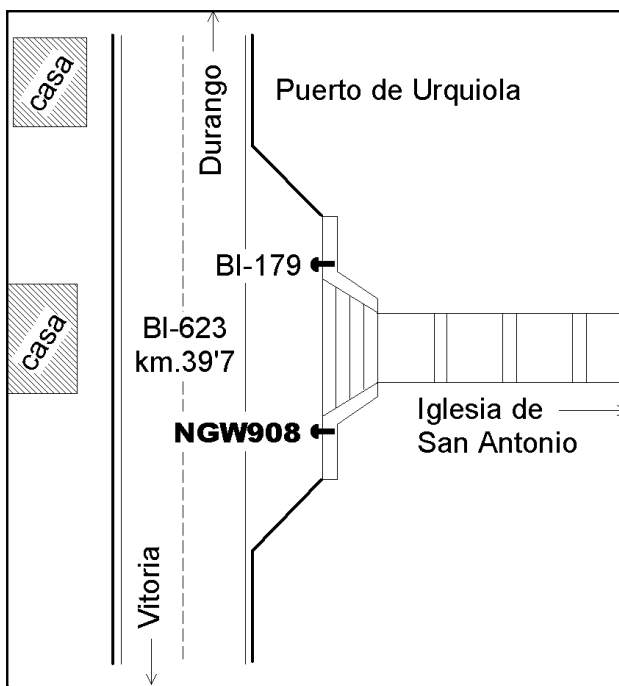 casa
Durango
Puerto de Urquiola
BI-179
casa
BI-623
km.39'7
NGW908
Iglesia de
San Antonio
Vitoria